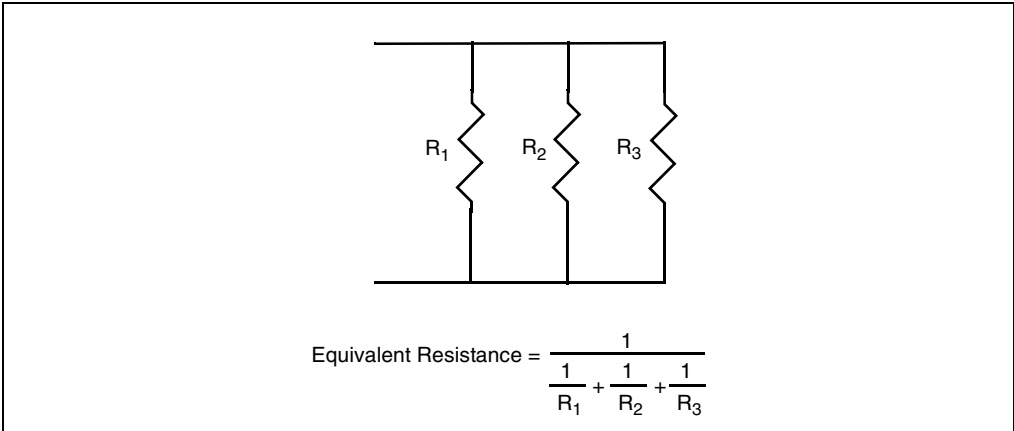 R1 R2 R3
Equivalent Resistance = 1
1 + 1 + 1
R1 R2 R3